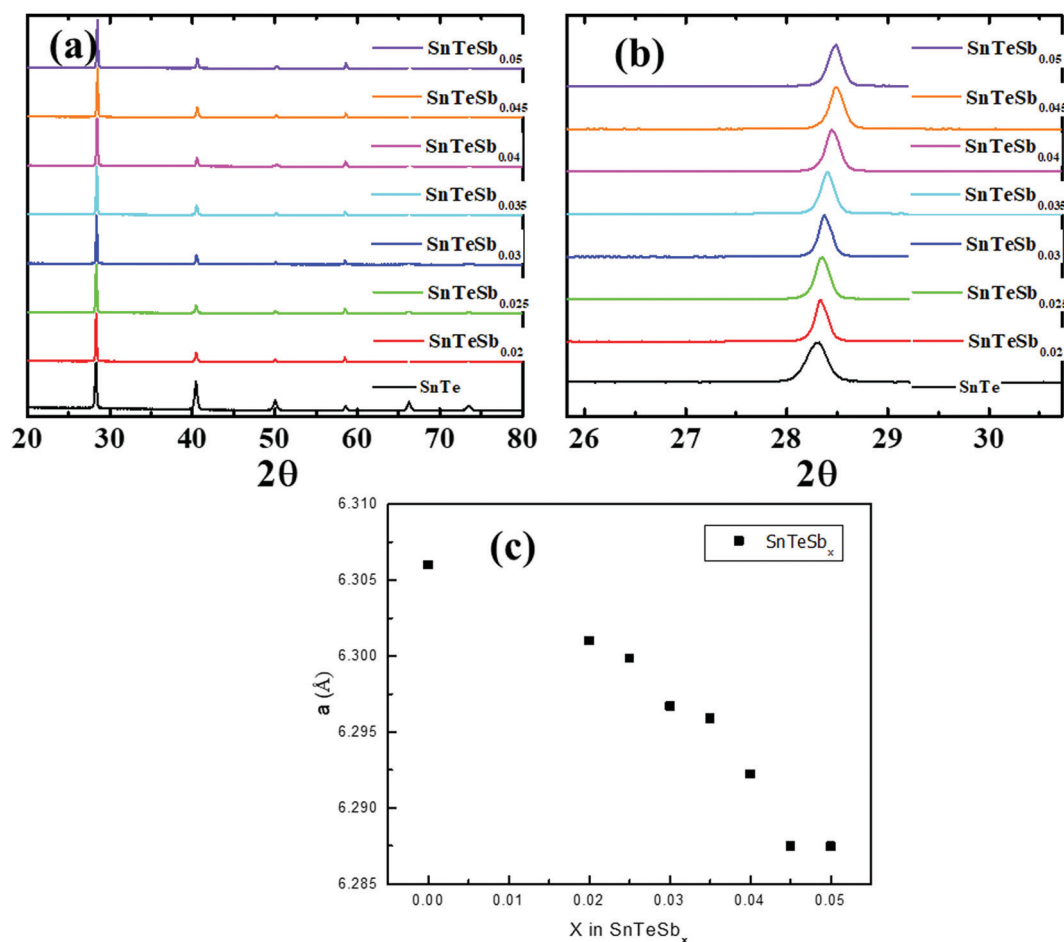 (a)
SnTeSb0.05
SnTeSb0.045
SnTeSb0.04
SnTeSb0.035
SnTeSb0.03
SnTeSb0.025
SnTeSb0.02
SnTe
20 30 40 50 60 70 80
2θ
(b)
SnTeSb0.05
SnTeSb0.045
SnTeSb0.04
SnTeSb0.035
SnTeSb0.03
SnTeSb0.025
SnTeSb0.02
SnTe
26 27 28 29 30
2θ
(c)
SnTeSbx
6.310
6.305
6.300
6.295
6.290
6.285
a (Å)
0.00 0.01 0.02 0.03 0.04 0.05
X in SnTeSbx